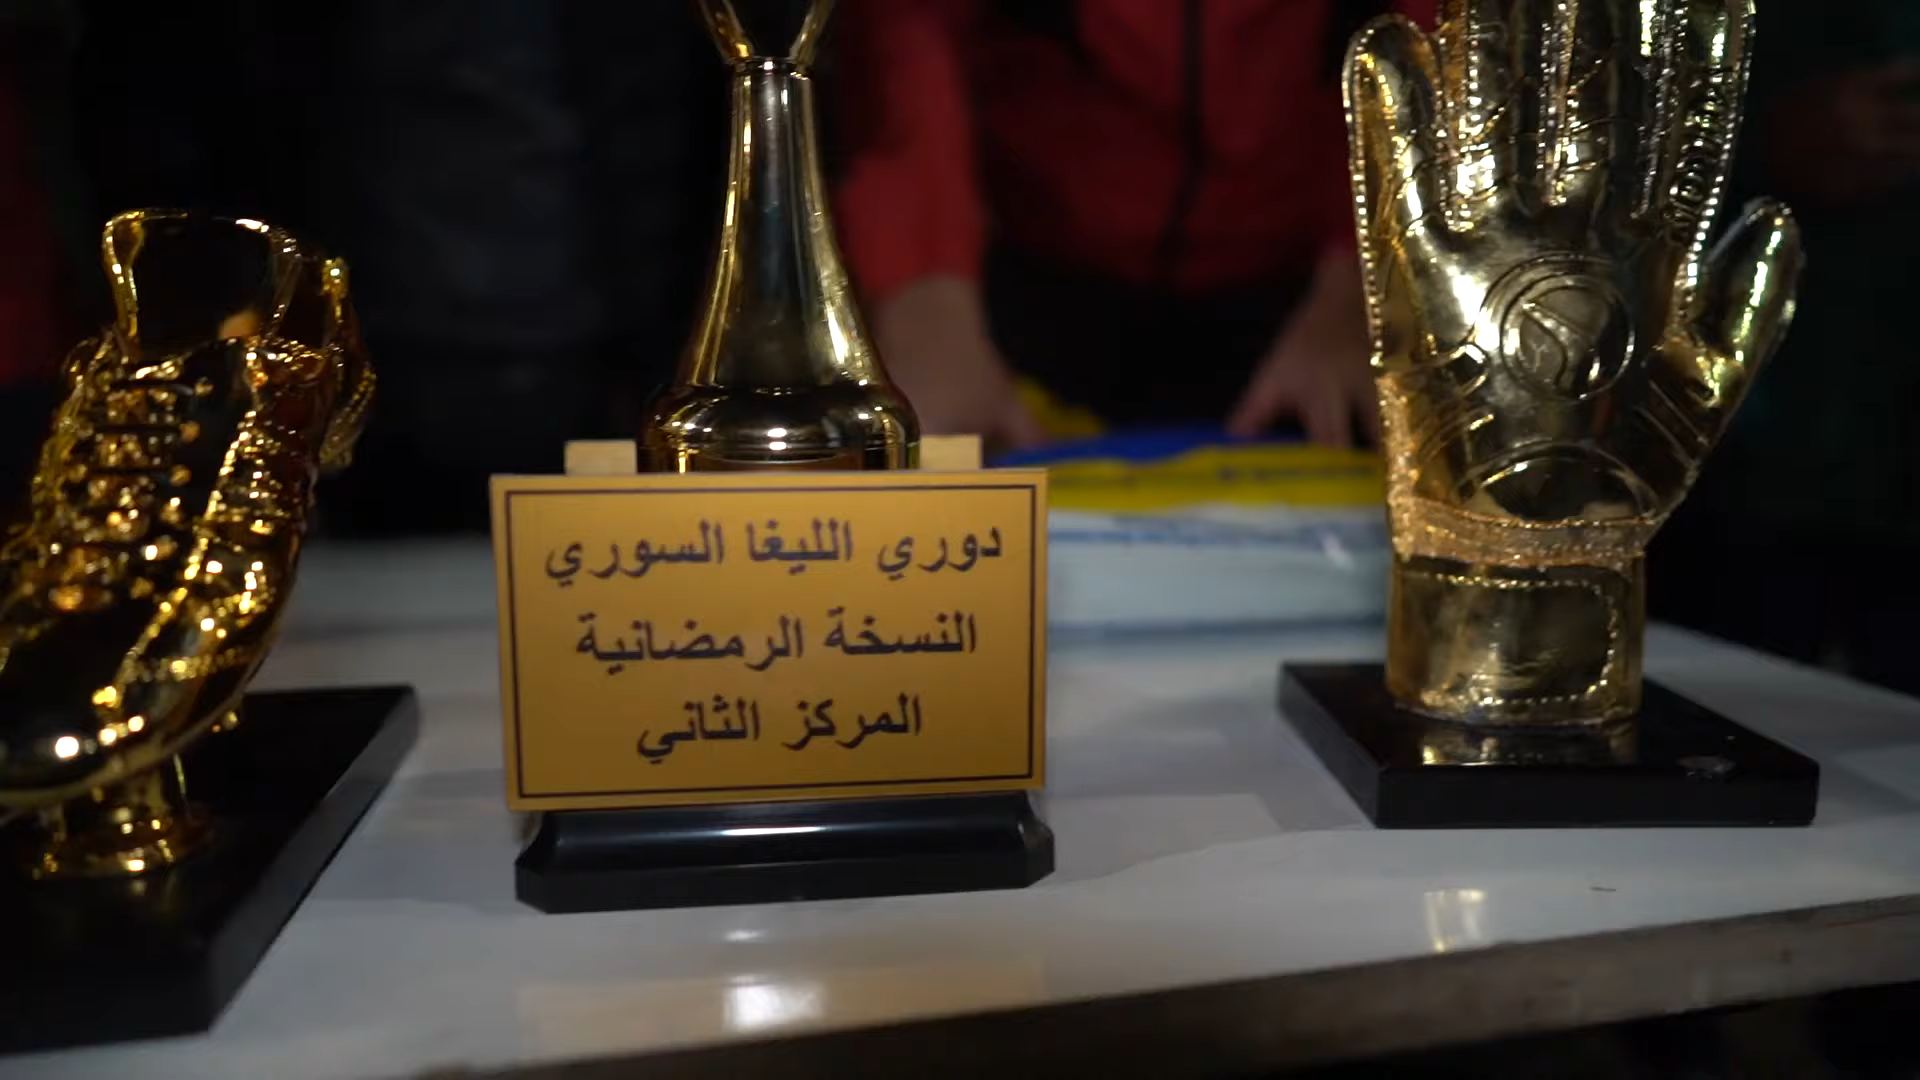 دوري الليغا السوري
النسخة الرمضانية
المركز الثاني